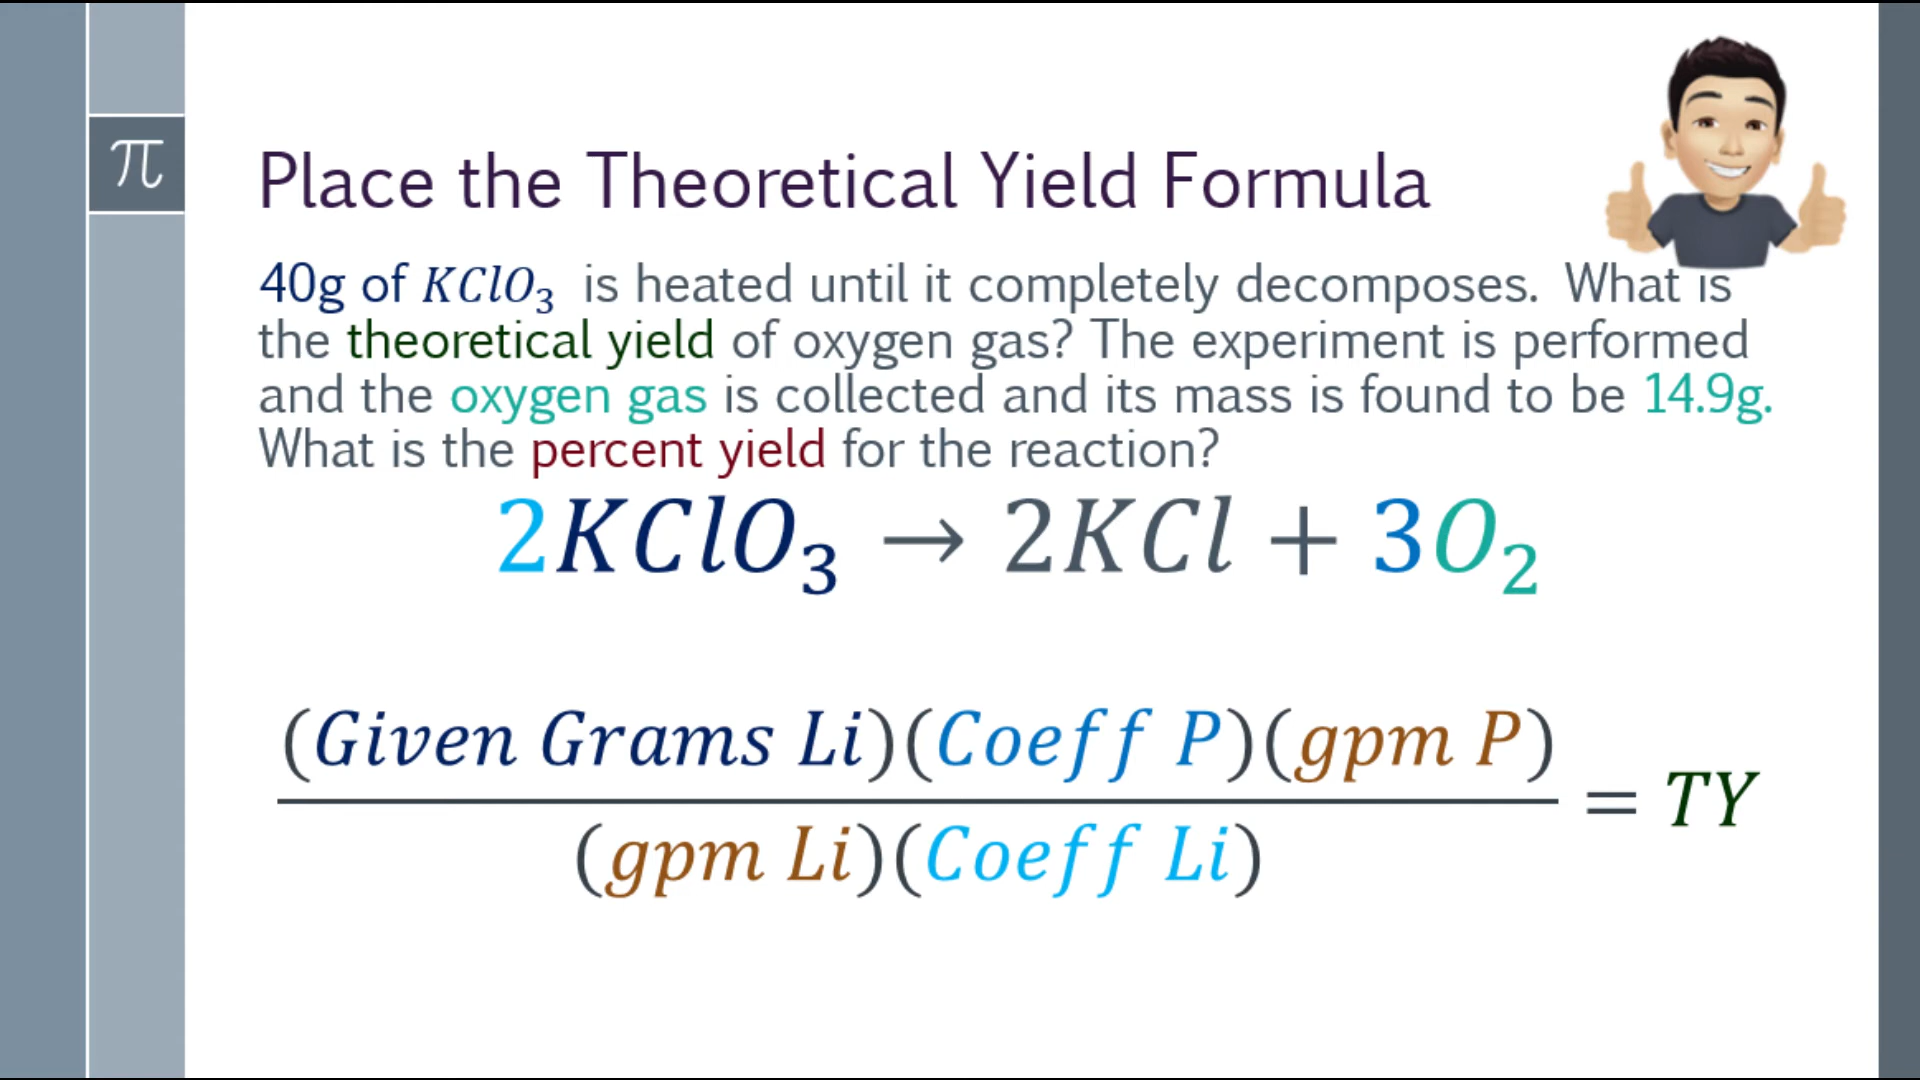 π
Place the Theoretical Yield Formula
40g of KClO₃ is heated until it completely decomposes. What is
the theoretical yield of oxygen gas? The experiment is performed
and the oxygen gas is collected and its mass is found to be 14.9g.
What is the percent yield for the reaction?
2KClO₃ → 2KCl + 3O₂
(Given Grams Li)(Coeff P)(gpm P)
= TY
(gpm Li)(Coeff Li)